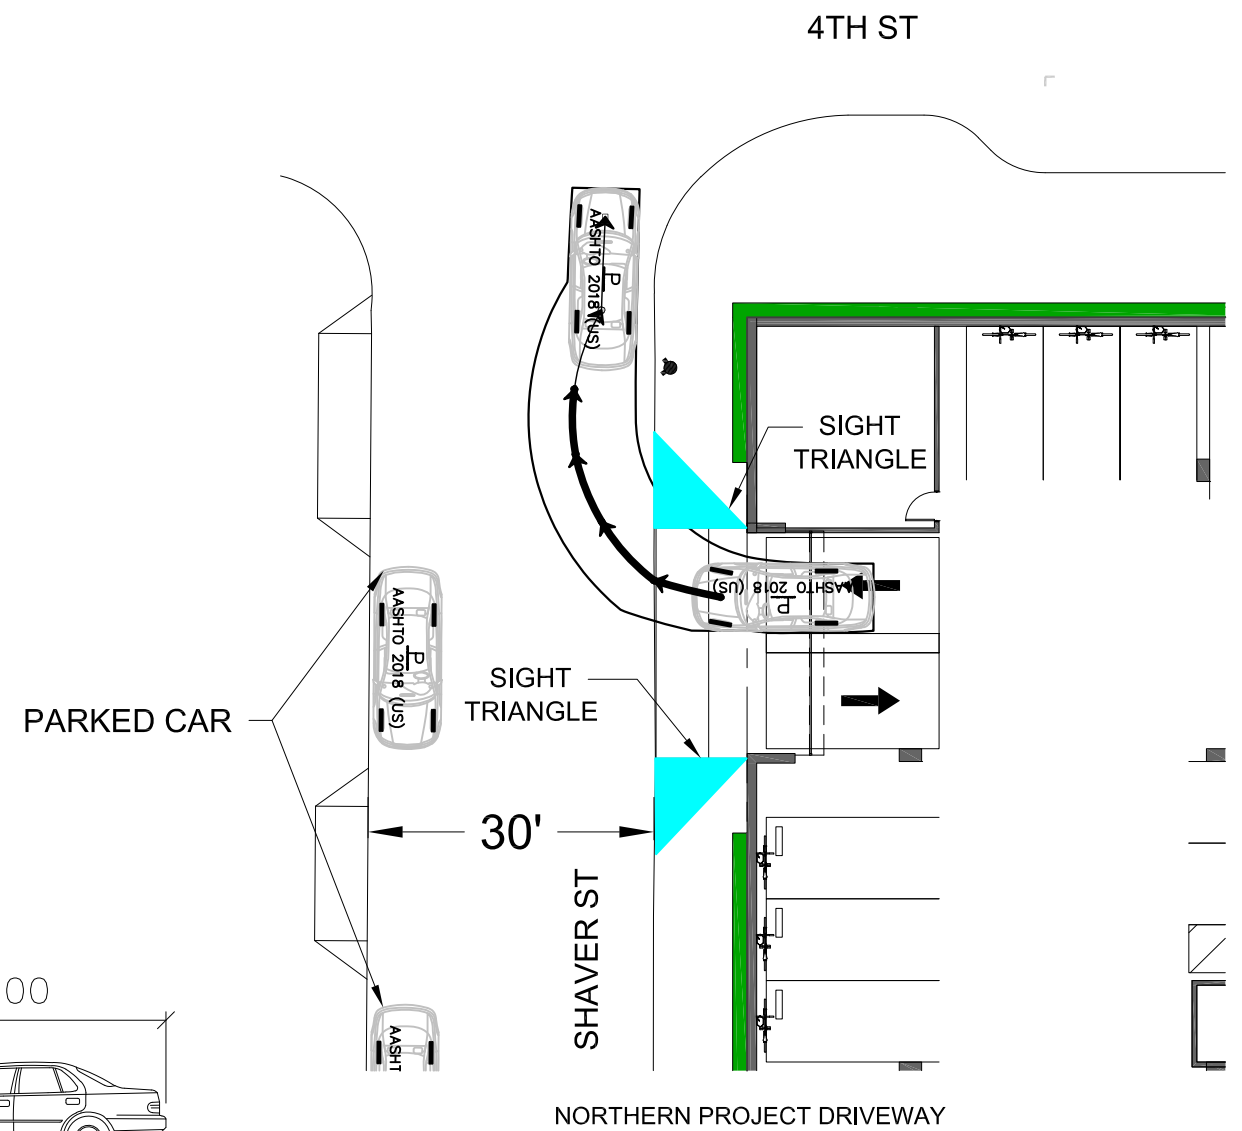 4TH ST
AASHTO 2018 (US)
P
SIGHT
TRIANGLE
AASHTO 2018 (US)
P
AASHTO 2018 (US)
P
SIGHT
TRIANGLE
PARKED CAR
30'
SHAVER ST
00
AASHT
NORTHERN PROJECT DRIVEWAY